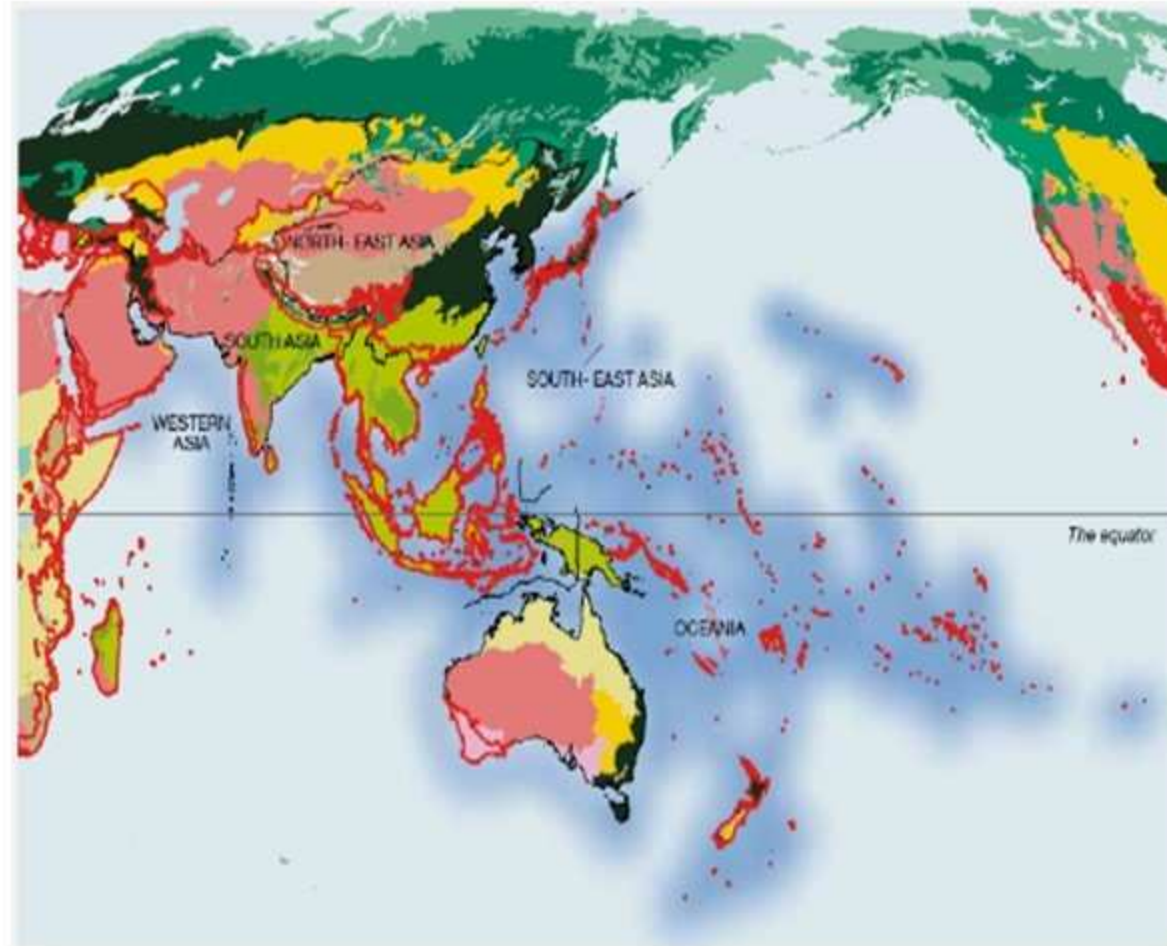 NORTH- EAST ASIA
SOUTH ASIA
SOUTH- EAST ASIA
WESTERN
ASIA
The equator
OCEANIA